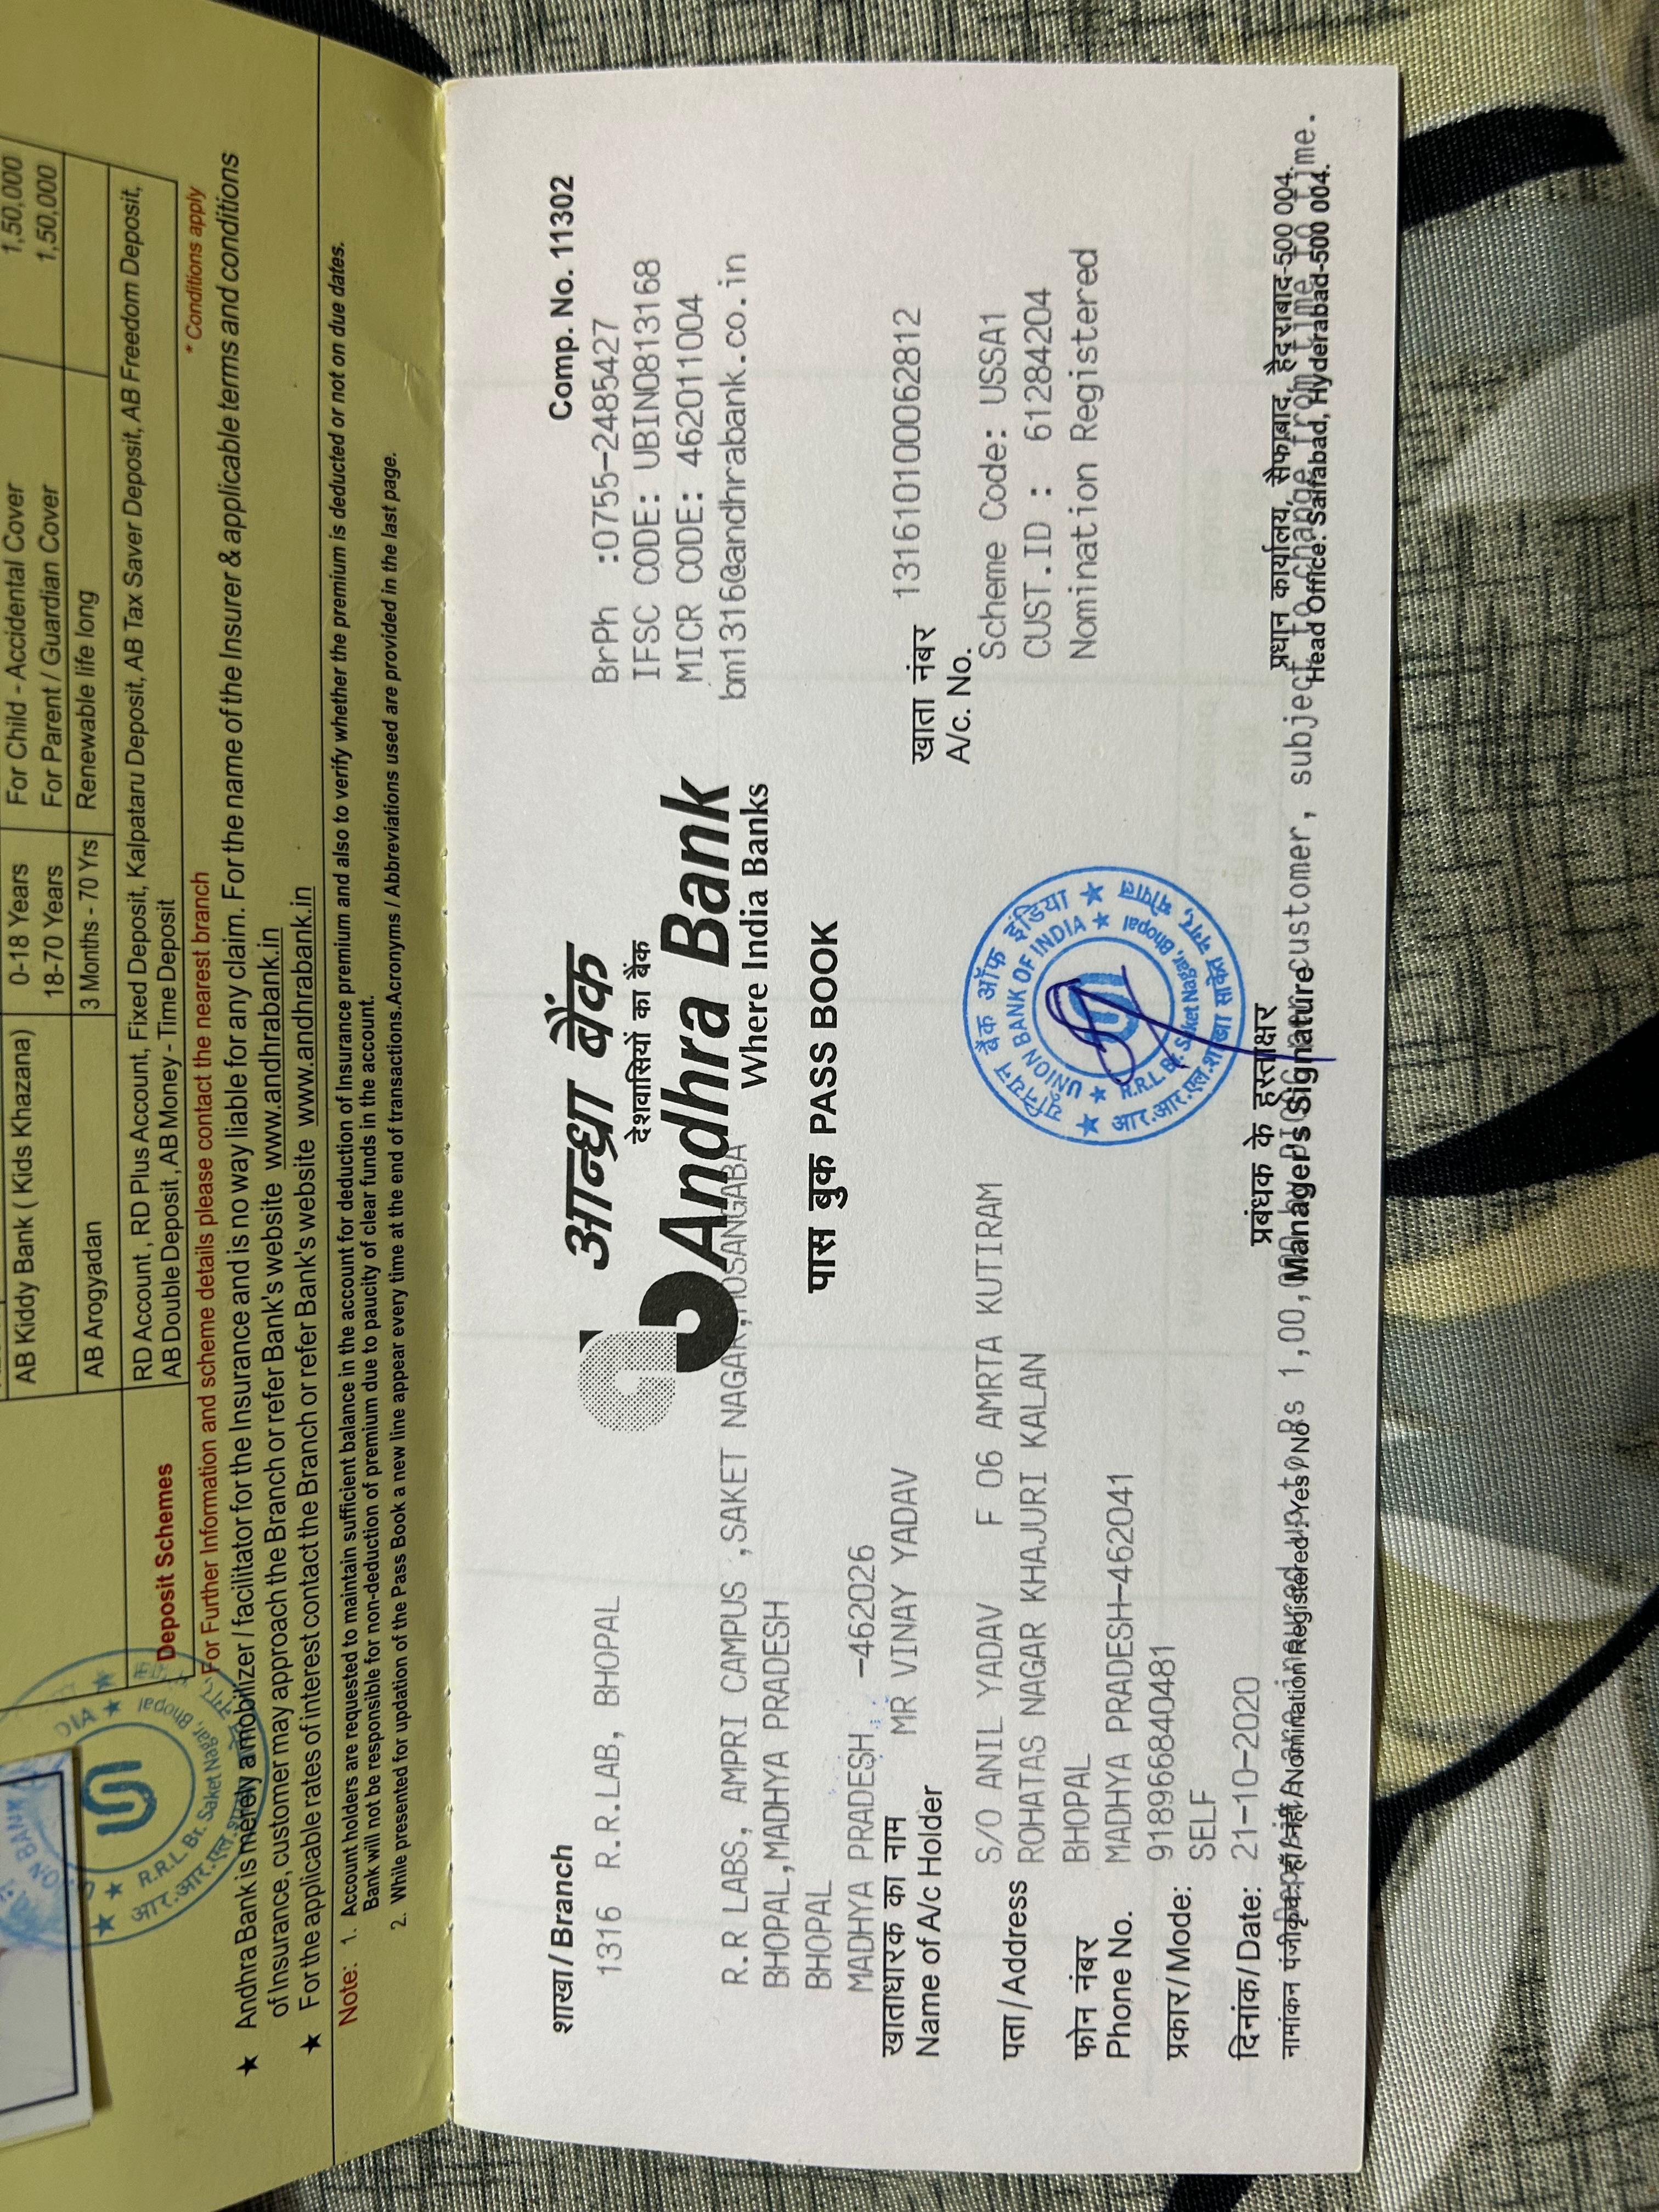 1,50,000
AB Kiddy Bank ( Kids Khazana) 0-18 Years For Child - Accidental Cover
18-70 Years For Parent / Guardian Cover 1,50,000
AB Arogyadan 3 Months - 70 Yrs Renewable life long
Deposit Schemes
RD Account , RD Plus Account, Fixed Deposit, Kalpataru Deposit, AB Tax Saver Deposit, AB Freedom Deposit,
AB Double Deposit, AB Money - Time Deposit
* Conditions apply
For Further Information and scheme details please contact the nearest branch
★ Andhra Bank is merely a mobilizer / facilitator for the Insurance and is no way liable for any claim. For the name of the Insurer & applicable terms and conditions
of Insurance, customer may approach the Branch or refer Bank's website www.andhrabank.in
★ For the applicable rates of interest contact the Branch or refer Bank's website www.andhrabank.in
Note: 1. Account holders are requested to maintain sufficient balance in the account for deduction of Insurance premium and also to verify whether the premium is deducted or not on due dates.
Bank will not be responsible for non-deduction of premium due to paucity of clear funds in the account.
2. While presented for updation of the Pass Book a new line appear every time at the end of transactions.Acronyms / Abbreviations used are provided in the last page.
ON BANK
DIA
R.R.L Br. Saket Nagar, Bhopal
आर.आर.एल.
शाखा/Branch
1316 R.R.LAB, BHOPAL
आन्ध्रा बैंक
देशवासियों का बैंक
Andhra Bank
Where India Banks
Comp. No. 11302
BrPh :0755-2485427
IFSC CODE: UBIN0813168
MICR CODE: 462011004
bm1316@andhrabank.co.in
R.R LABS, AMPRI CAMPUS ,SAKET NAGAR,HOSANGABA
BHOPAL,MADHYA PRADESH
BHOPAL
MADHYA PRADESH -462026
पास बुक PASS BOOK
खाताधारक का नाम
Name of A/c Holder
MR VINAY YADAV
खाता नंबर
A/c. No.
131610100062812
पता/Address
S/O ANIL YADAV F 06 AMRTA KUTIRAM
ROHATAS NAGAR KHAJURI KALAN
BHOPAL
MADHYA PRADESH-462041
Scheme Code: USSA1
CUST.ID : 61284204
Nomination Registered
फोन नंबर
Phone No.
918966840481
प्रकार/Mode: SELF
दिनांक/Date: 21-10-2020
यूनियन बैंक ऑफ इंडिया
UNION BANK OF INDIA
R.R.L Br. Saket Nagar, Bhopal
आर.आर.एल.शाखा साकेत नगर, भोपाल
प्रबंधक के हस्ताक्षर
Manager's Signature
प्रधान कार्यालय, सैफाबाद, हैदराबाद-500 004.
Head Office: Saifabad, Hyderabad-500 004.
नामांकन पंजीकृत: हाँ/नहीं/Nomination Registered: Yes / No
Rs 1,00, customer, subject to change from time to time.